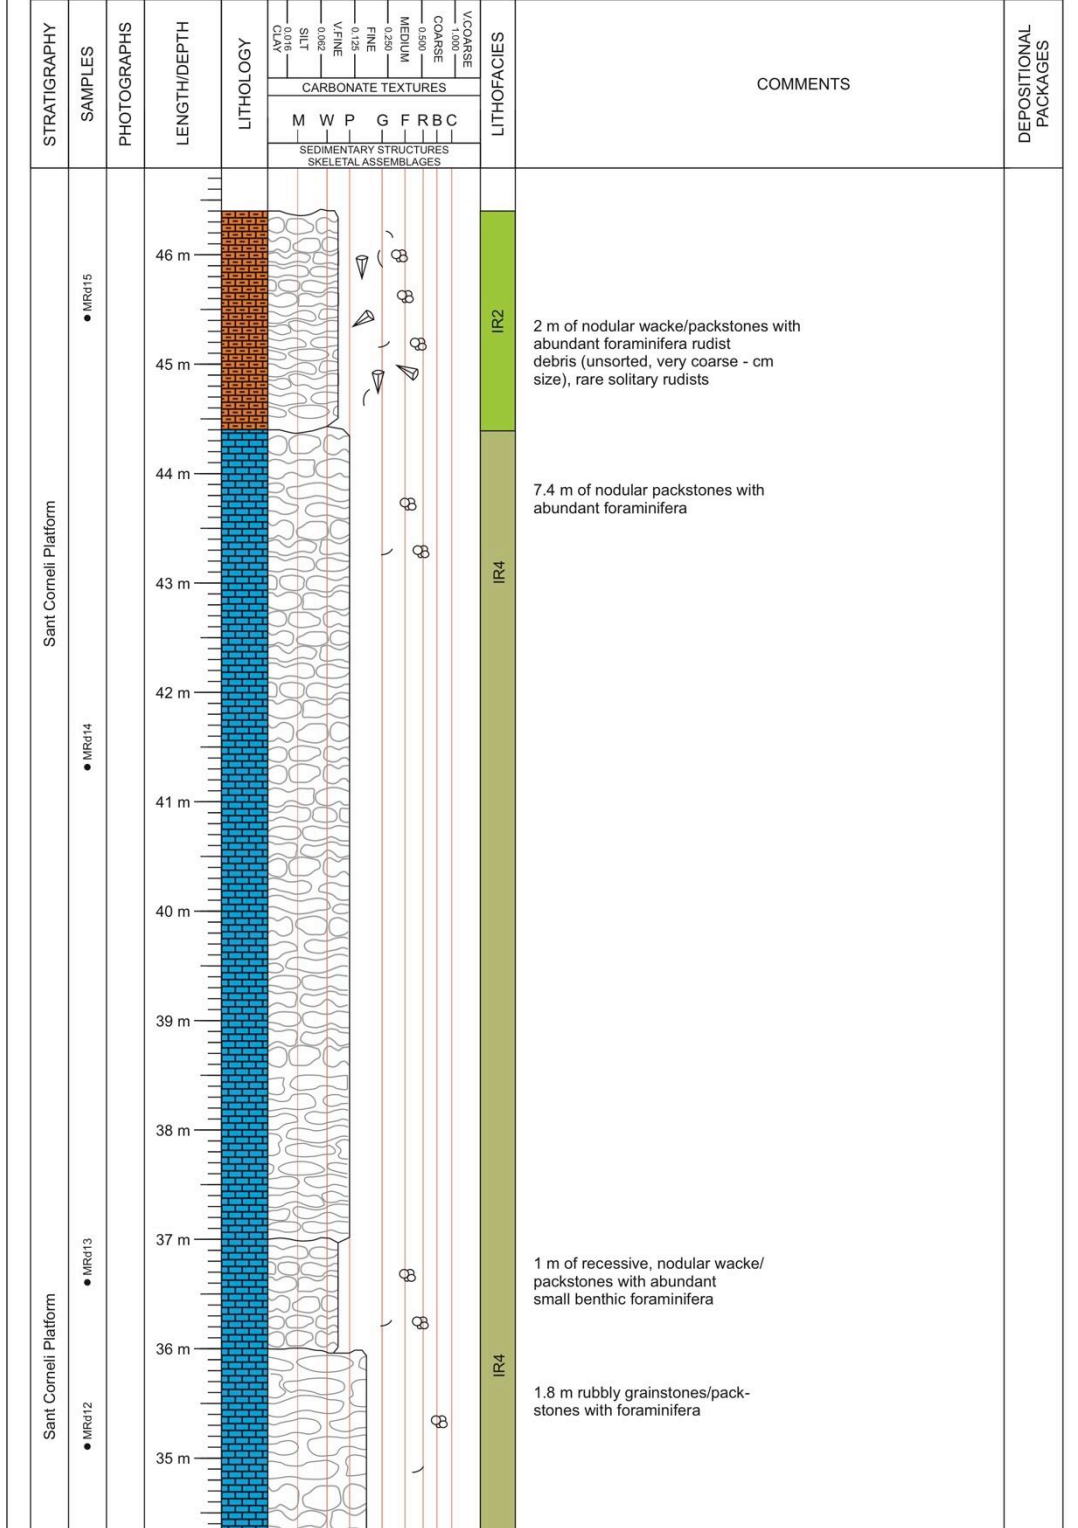 STRATIGRAPHY
SAMPLES
PHOTOGRAPHS
LENGTH/DEPTH
LITHOLOGY
CLAY
0.016
SILT
0.062
V.FINE
0.125
FINE
0.250
MEDIUM
0.500
COARSE
1.000
V.COARSE
CARBONATE TEXTURES
M W P G F R B C
SEDIMENTARY STRUCTURES
SKELETAL ASSEMBLAGES
LITHOFACIES
COMMENTS
DEPOSITIONAL
PACKAGES
46 m
MRd15
IR2
2 m of nodular wacke/packstones with
abundant foraminifera rudist
debris (unsorted, very coarse - cm
size), rare solitary rudists
45 m
44 m
7.4 m of nodular packstones with
abundant foraminifera
Sant Corneli Platform
IR4
43 m
42 m
MRd14
41 m
40 m
39 m
38 m
37 m
MRd13
1 m of recessive, nodular wacke/
packstones with abundant
small benthic foraminifera
36 m
Sant Corneli Platform
IR4
1.8 m rubbly grainstones/pack-
stones with foraminifera
MRd12
35 m